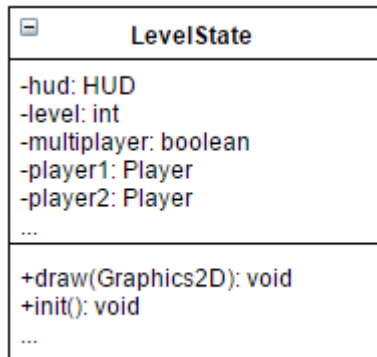 LevelState
-hud: HUD
-level: int
-multiplayer: boolean
-player1: Player
-player2: Player
...
+draw(Graphics2D): void
+init(): void
...